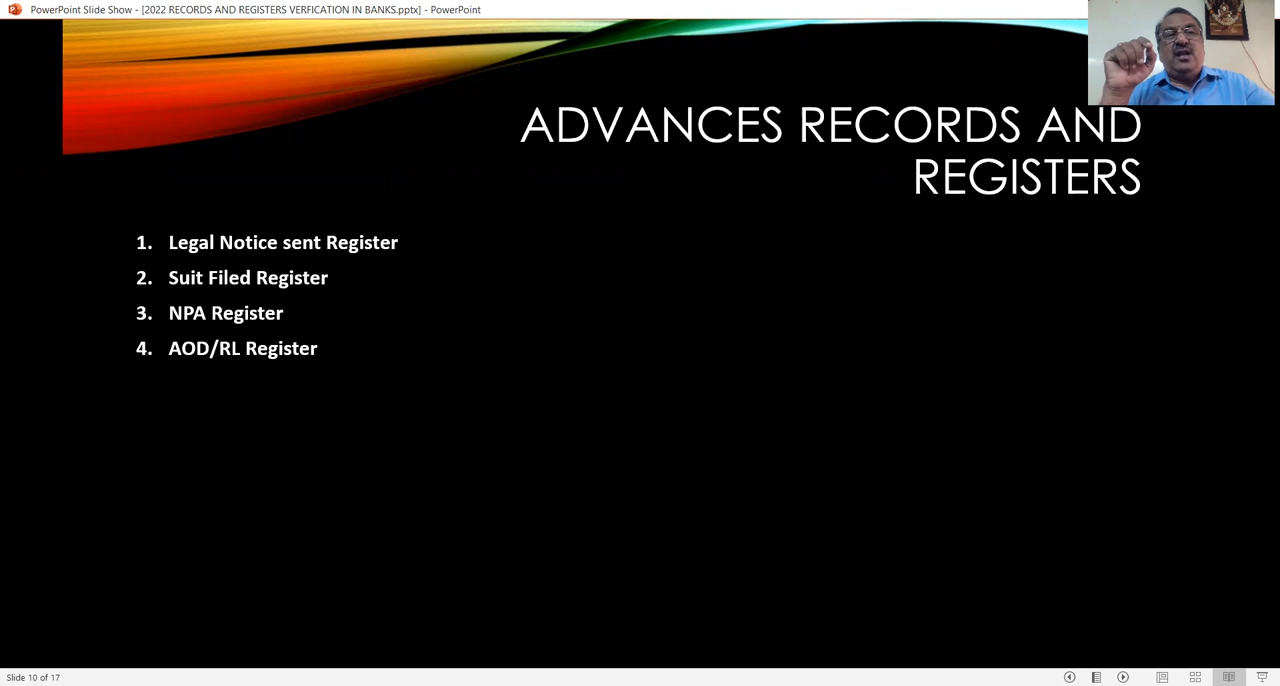 PowerPoint Slide Show - [2022 RECORDS AND REGISTERS VERFICATION IN BANKS.pptx] - PowerPoint
ADVANCES RECORDS AND
REGISTERS
1. Legal Notice sent Register
2. Suit Filed Register
3. NPA Register
4. AOD/RL Register
Slide 10 of 17